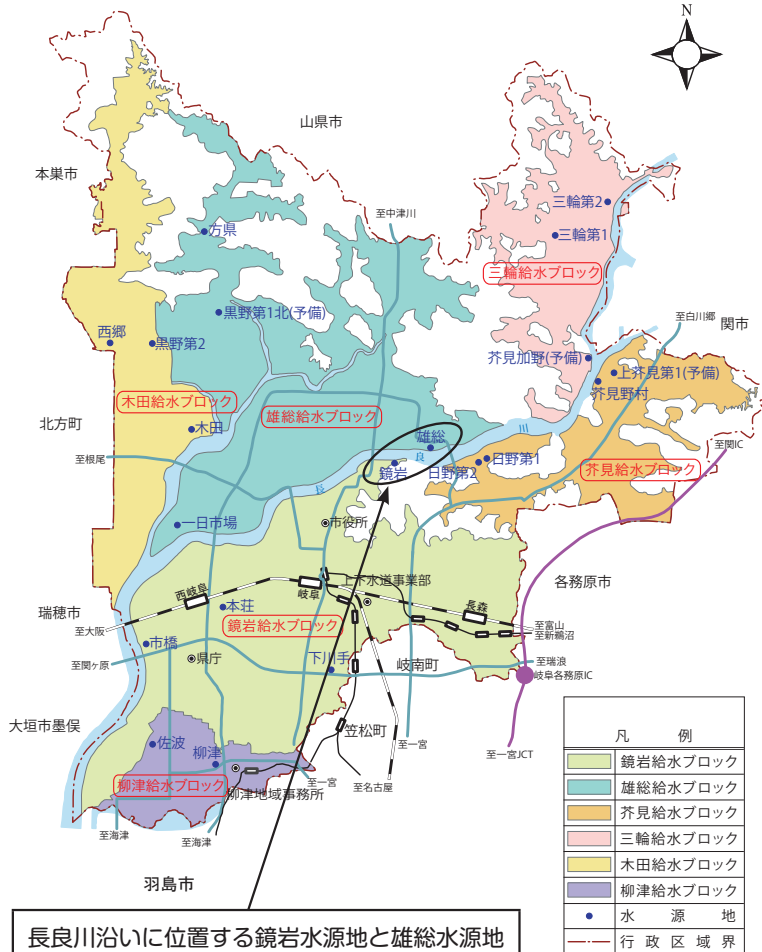 N
山県市
本巣市
三輪第2
至中津川
方県
三輪第1
三輪給水ブロック
黒野第1北(予備)
至白川郷
関市
西郷
黒野第2
芥見加野(予備)
上芥見第1(予備)
芥見野村
木田給水ブロック
雄総給水ブロック
北方町
木田
川
雄総
至関IC
至根尾
良
日野第1
鏡岩
日野第2
芥見給水ブロック
長
一日市場
市役所
西岐阜
岐阜
上下水道事業部
各務原市
長森
瑞穂市
本荘
至大阪
鏡岩給水ブロック
至富山
至新鵜沼
市橋
県庁
至関ヶ原
下川手
岐南町
至瑞浪
岐阜各務原IC
大垣市墨俣
笠松町
佐波
至一宮
至一宮JCT
柳津
柳津給水ブロック
至一宮
至名古屋
柳津地域事務所
至海津
至海津
羽島市
凡 例
鏡岩給水ブロック
雄総給水ブロック
芥見給水ブロック
三輪給水ブロック
木田給水ブロック
柳津給水ブロック
水 源 地
行 政 区 域 界
長良川沿いに位置する鏡岩水源地と雄総水源地